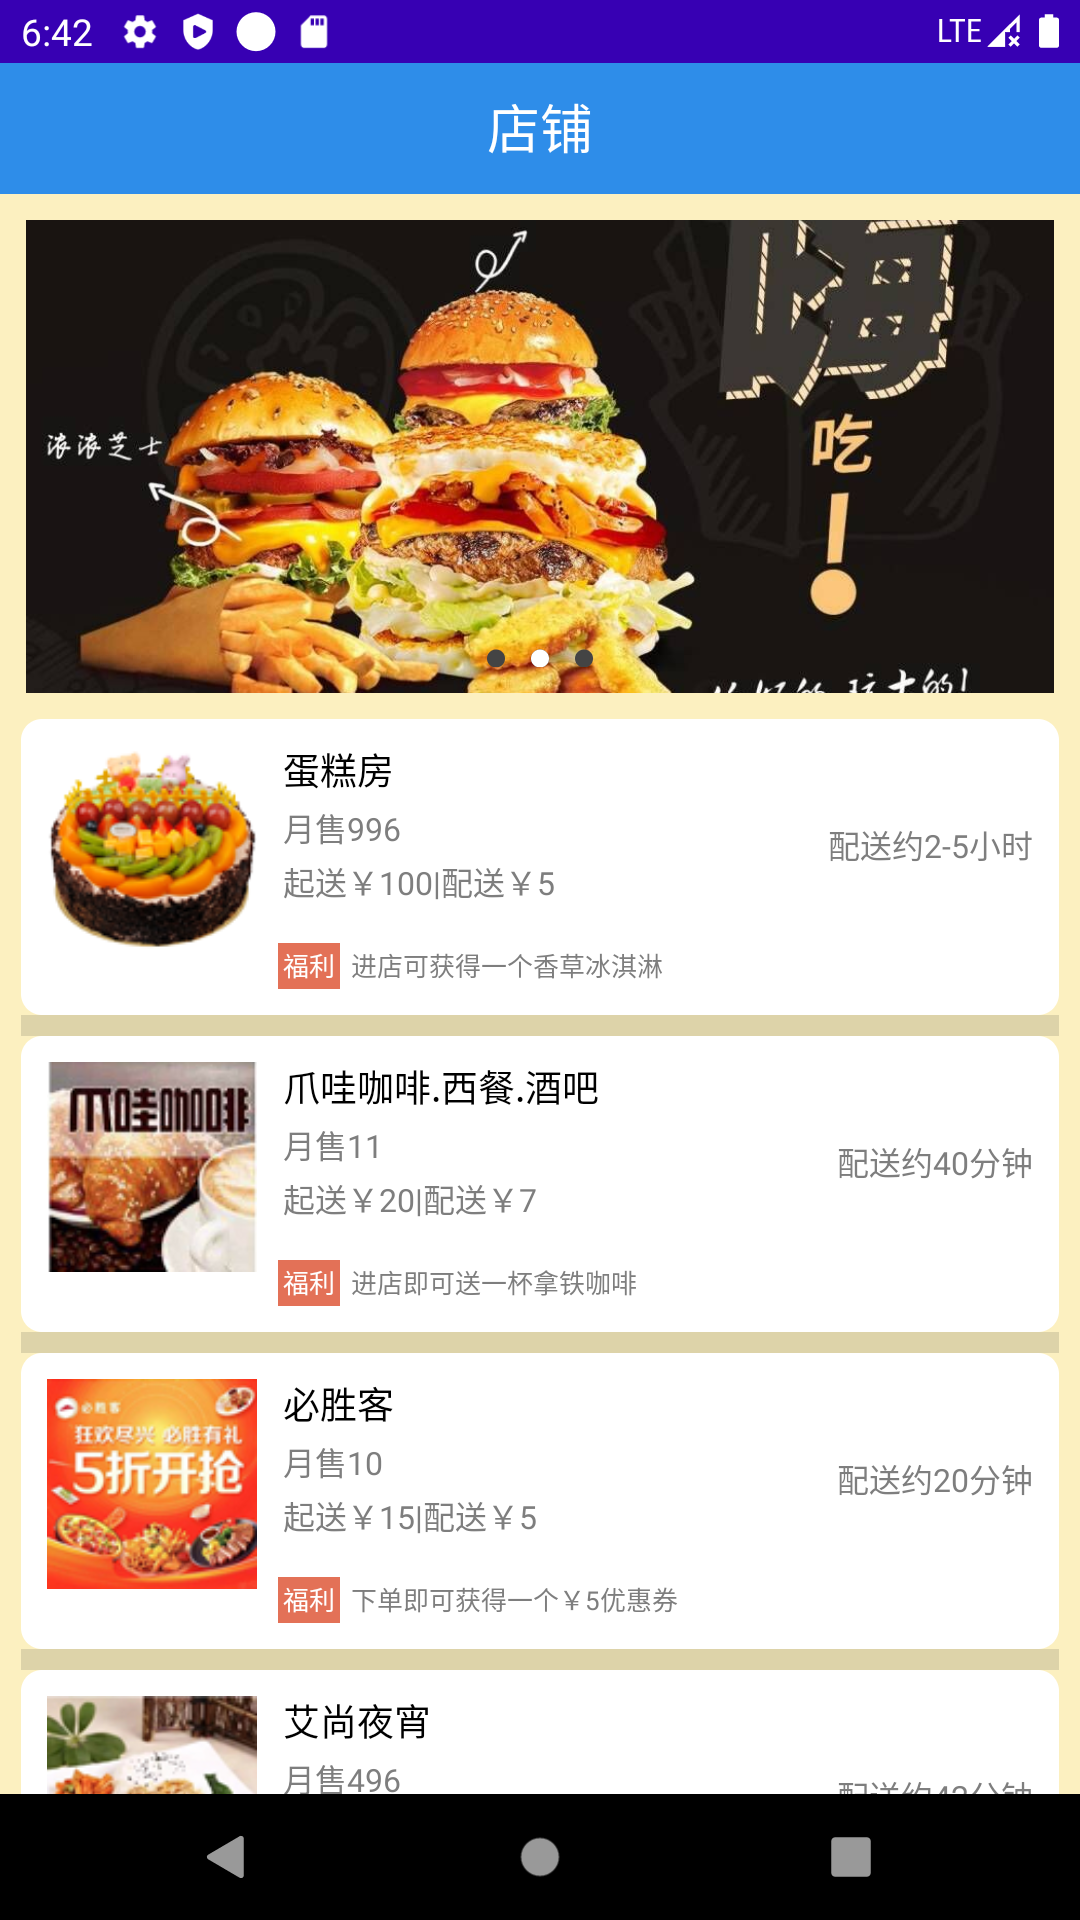 6:42
LTE
店铺
嗨
吃
！
浓浓芝士
蛋糕房
月售996
起送￥100|配送￥5
配送约2-5小时
福利 进店可获得一个香草冰淇淋
爪哇咖啡
爪哇咖啡.西餐.酒吧
月售11
起送￥20|配送￥7
配送约40分钟
福利 进店即可送一杯拿铁咖啡
必胜客
狂欢尽兴 必胜有礼
5折开抢
必胜客
月售10
起送￥15|配送￥5
配送约20分钟
福利 下单即可获得一个￥5优惠券
艾尚夜宵
月售496